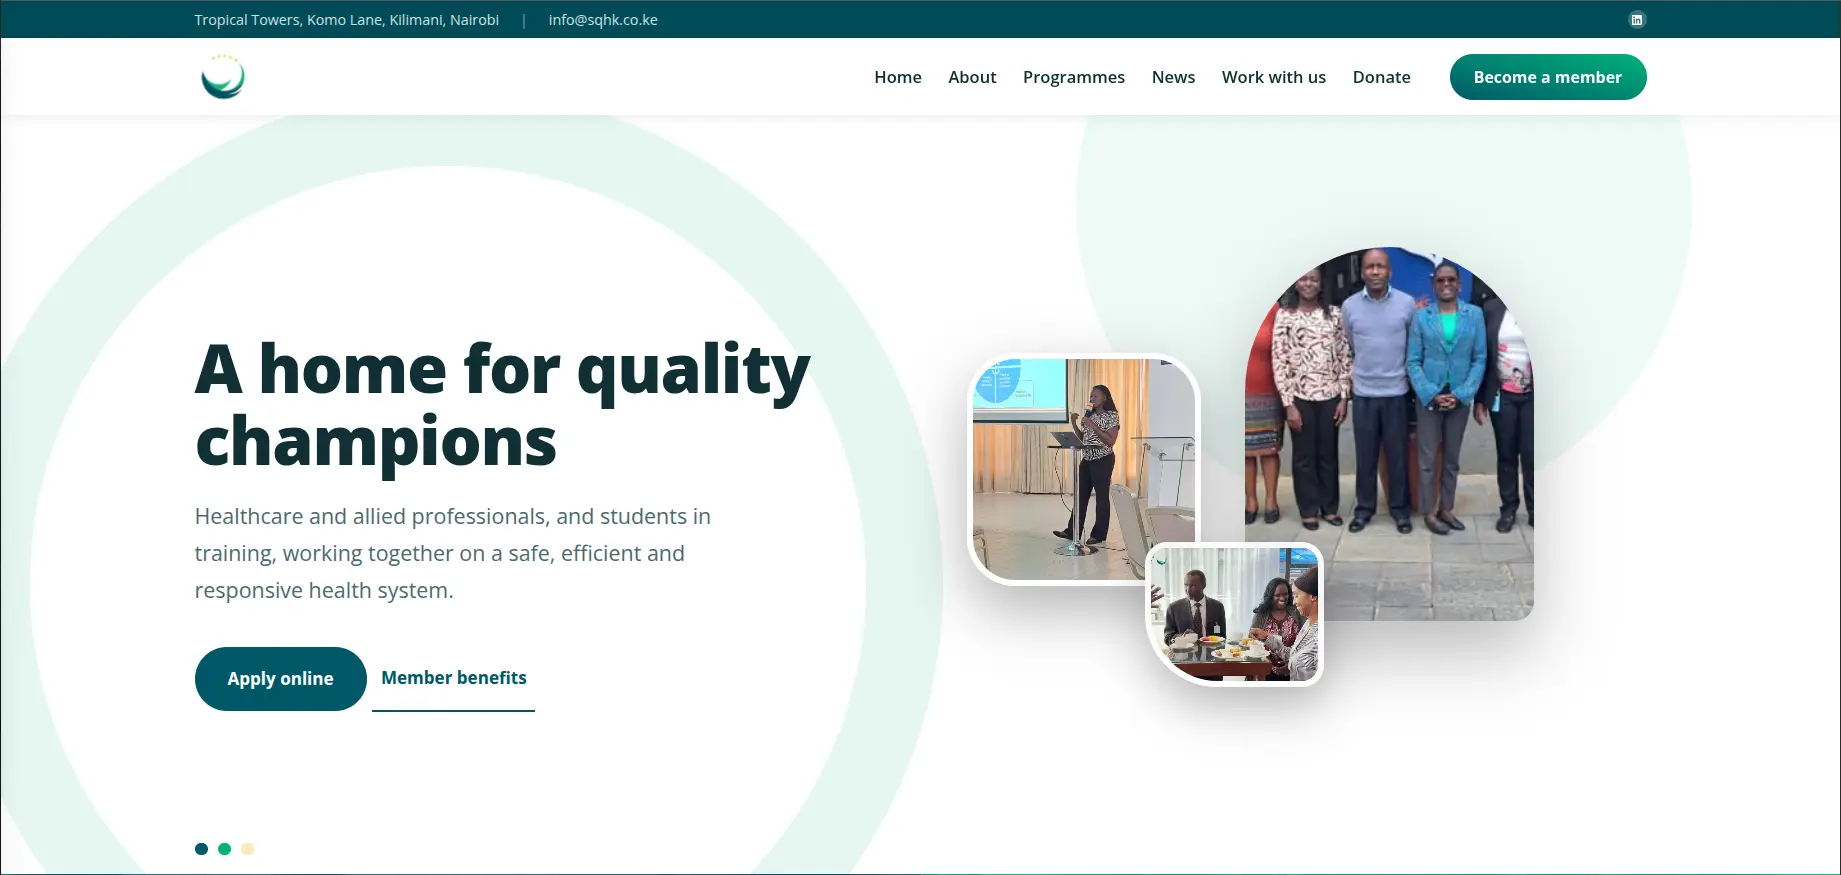 Tropical Towers, Komo Lane, Kilimani, Nairobi | info@sqhk.co.ke
Home About Programmes News Work with us Donate Become a member
A home for quality
champions
Healthcare and allied professionals, and students in
training, working together on a safe, efficient and
responsive health system.
Apply online Member benefits